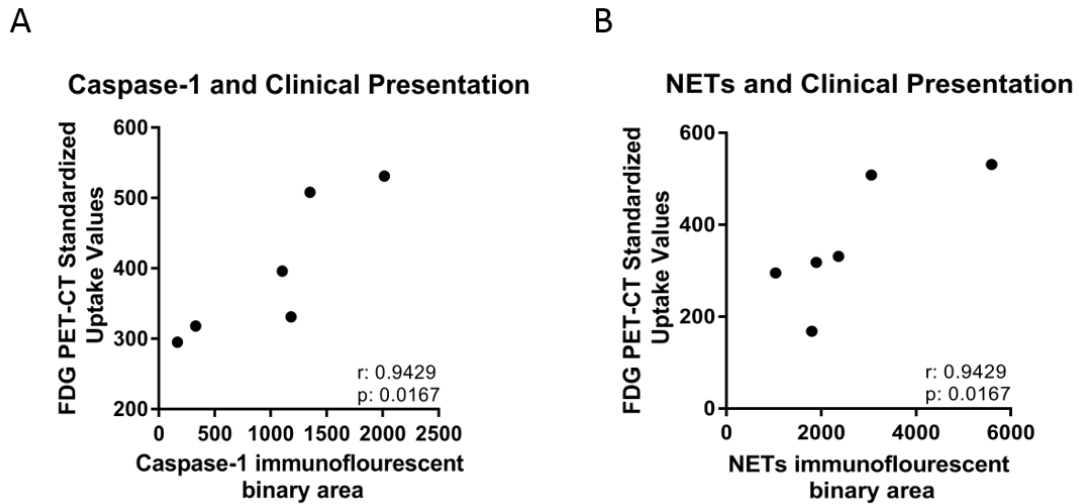 A
Caspase-1 and Clinical Presentation
FDG PET-CT Standardized
Uptake Values
600
500
400
300
200
0
500
1000
1500
2000
2500
r: 0.9429
p: 0.0167
Caspase-1 immunoflourescent
binary area
B
NETs and Clinical Presentation
FDG PET-CT Standardized
Uptake Values
600
400
200
0
0
2000
4000
6000
r: 0.9429
p: 0.0167
NETs immunoflourescent
binary area